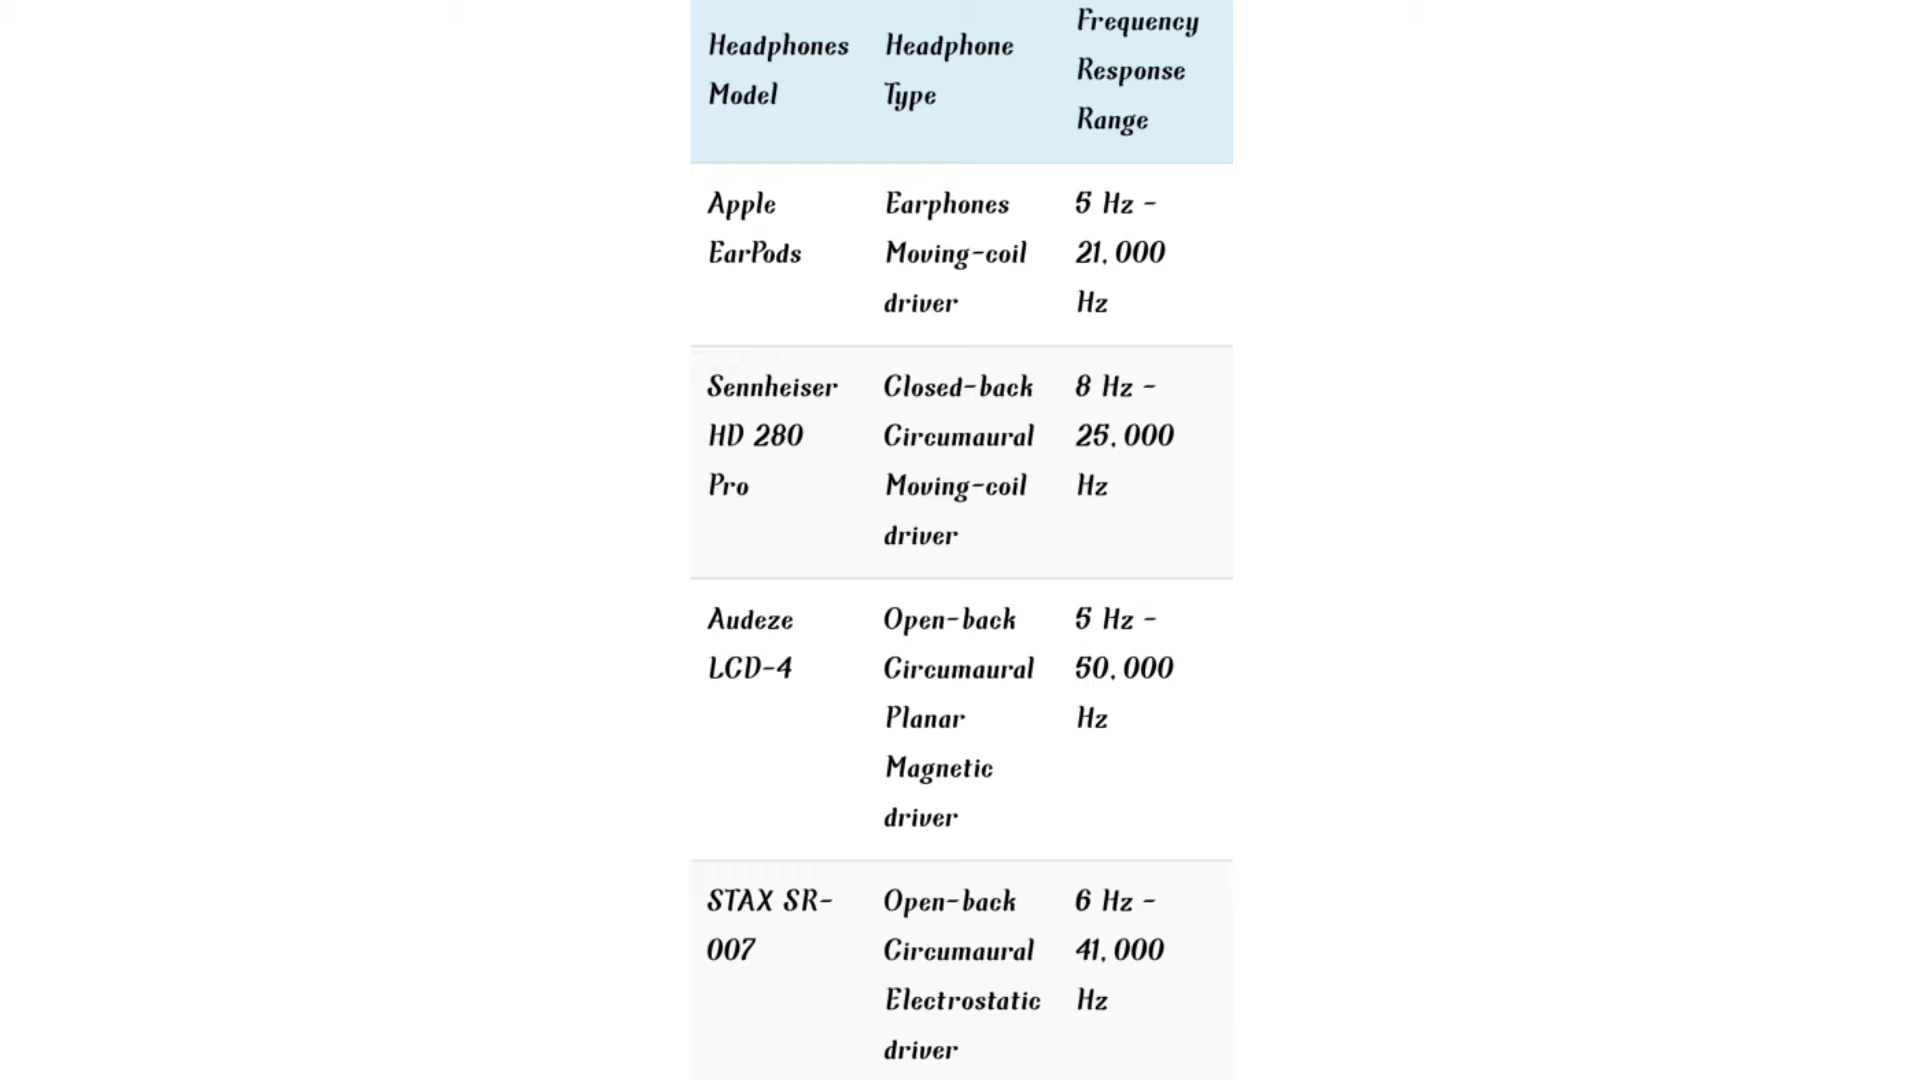 Headphones Model
Headphone Type
Frequency Response Range
Apple EarPods
Earphones
Moving-coil driver
5 Hz - 21,000 Hz
Sennheiser HD 280 Pro
Closed-back
Circumaural
Moving-coil driver
8 Hz - 25,000 Hz
Audeze LCD-4
Open-back
Circumaural
Planar Magnetic driver
5 Hz - 50,000 Hz
STAX SR-007
Open-back
Circumaural
Electrostatic driver
6 Hz - 41,000 Hz